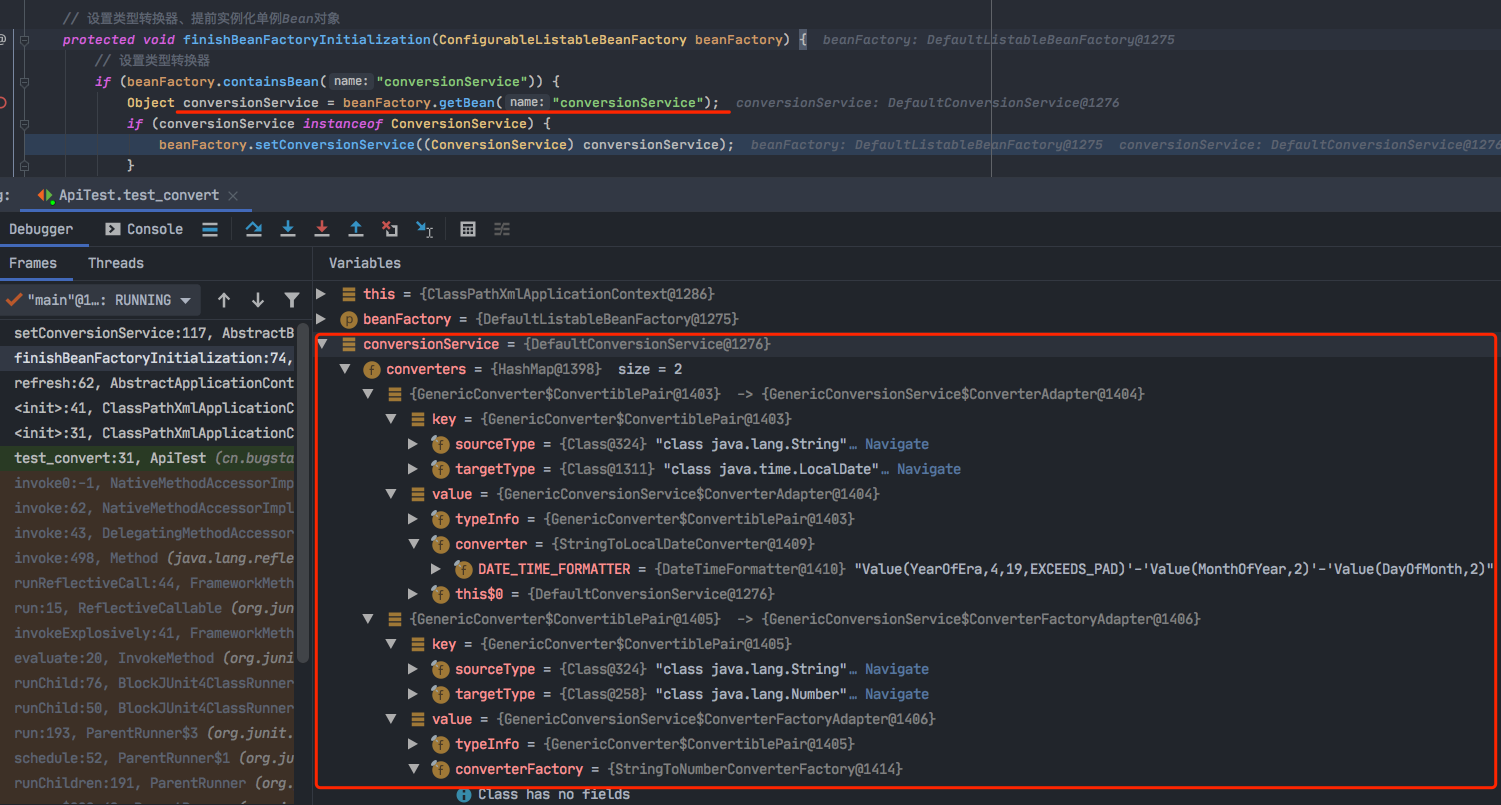 // 设置类型转换器、提前实例化单例Bean对象
protected void finishBeanFactoryInitialization(ConfigurableListableBeanFactory beanFactory) {  beanFactory: DefaultListableBeanFactory@1275
// 设置类型转换器
if (beanFactory.containsBean( name: "conversionService")) {
Object conversionService = beanFactory.getBean( name: "conversionService");  conversionService: DefaultConversionService@1276
if (conversionService instanceof ConversionService) {
beanFactory.setConversionService((ConversionService) conversionService);  beanFactory: DefaultListableBeanFactory@1275  conversionService: DefaultConversionService@1276
}
g: ApiTest.test_convert
Debugger Console
Frames Threads
"main"@1…: RUNNING
setConversionService:117, AbstractB
finishBeanFactoryInitialization:74,
refresh:62, AbstractApplicationCont
<init>:41, ClassPathXmlApplicationC
<init>:31, ClassPathXmlApplicationC
test_convert:31, ApiTest (cn.bugsta
invoke0:-1, NativeMethodAccessorImp
invoke:62, NativeMethodAccessorImpl
invoke:43, DelegatingMethodAccessor
invoke:498, Method (java.lang.refle
runReflectiveCall:44, FrameworkMeth
run:15, ReflectiveCallable (org.jun
invokeExplosively:41, FrameworkMeth
evaluate:20, InvokeMethod (org.juni
runChild:76, BlockJUnit4ClassRunner
runChild:50, BlockJUnit4ClassRunner
run:193, ParentRunner$3 (org.junit.
schedule:52, ParentRunner$1 (org.ju
runChildren:191, ParentRunner (org.
Variables
this = {ClassPathXmlApplicationContext@1286}
p beanFactory = {DefaultListableBeanFactory@1275}
conversionService = {DefaultConversionService@1276}
f converters = {HashMap@1398}  size = 2
{GenericConverter$ConvertiblePair@1403}  -> {GenericConversionService$ConverterAdapter@1404}
key = {GenericConverter$ConvertiblePair@1403}
f sourceType = {Class@324} "class java.lang.String"… Navigate
f targetType = {Class@1311} "class java.time.LocalDate"… Navigate
value = {GenericConversionService$ConverterAdapter@1404}
f typeInfo = {GenericConverter$ConvertiblePair@1403}
f converter = {StringToLocalDateConverter@1409}
f DATE_TIME_FORMATTER = {DateTimeFormatter@1410} "Value(YearOfEra,4,19,EXCEEDS_PAD)'-'Value(MonthOfYear,2)'-'Value(DayOfMonth,2)"
f this$0 = {DefaultConversionService@1276}
{GenericConverter$ConvertiblePair@1405}  -> {GenericConversionService$ConverterFactoryAdapter@1406}
key = {GenericConverter$ConvertiblePair@1405}
f sourceType = {Class@324} "class java.lang.String"… Navigate
f targetType = {Class@258} "class java.lang.Number"… Navigate
value = {GenericConversionService$ConverterFactoryAdapter@1406}
f typeInfo = {GenericConverter$ConvertiblePair@1405}
f converterFactory = {StringToNumberConverterFactory@1414}
Class has no fields